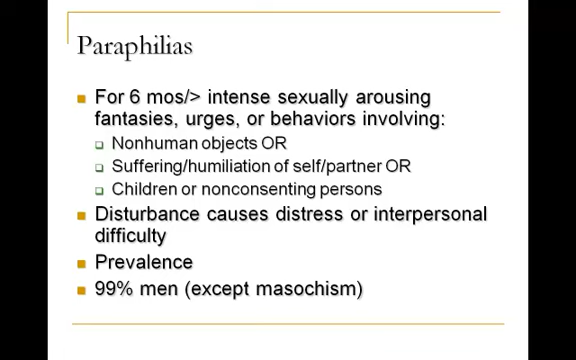 Paraphilias
For 6 mos/> intense sexually arousing
fantasies, urges, or behaviors involving:
Nonhuman objects OR
Suffering/humiliation of self/partner OR
Children or nonconsenting persons
Disturbance causes distress or interpersonal
difficulty
Prevalence
99% men (except masochism)